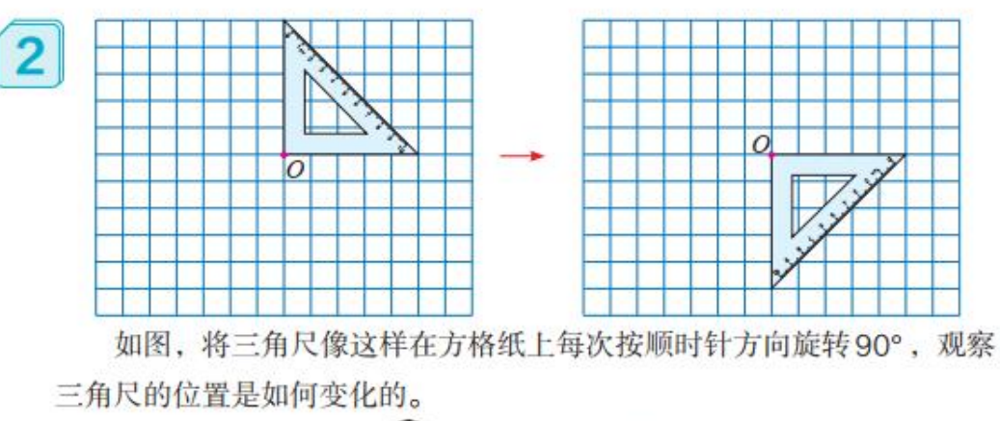 2
O
O
如图，将三角尺像这样在方格纸上每次按顺时针方向旋转90°，观察
三角尺的位置是如何变化的。